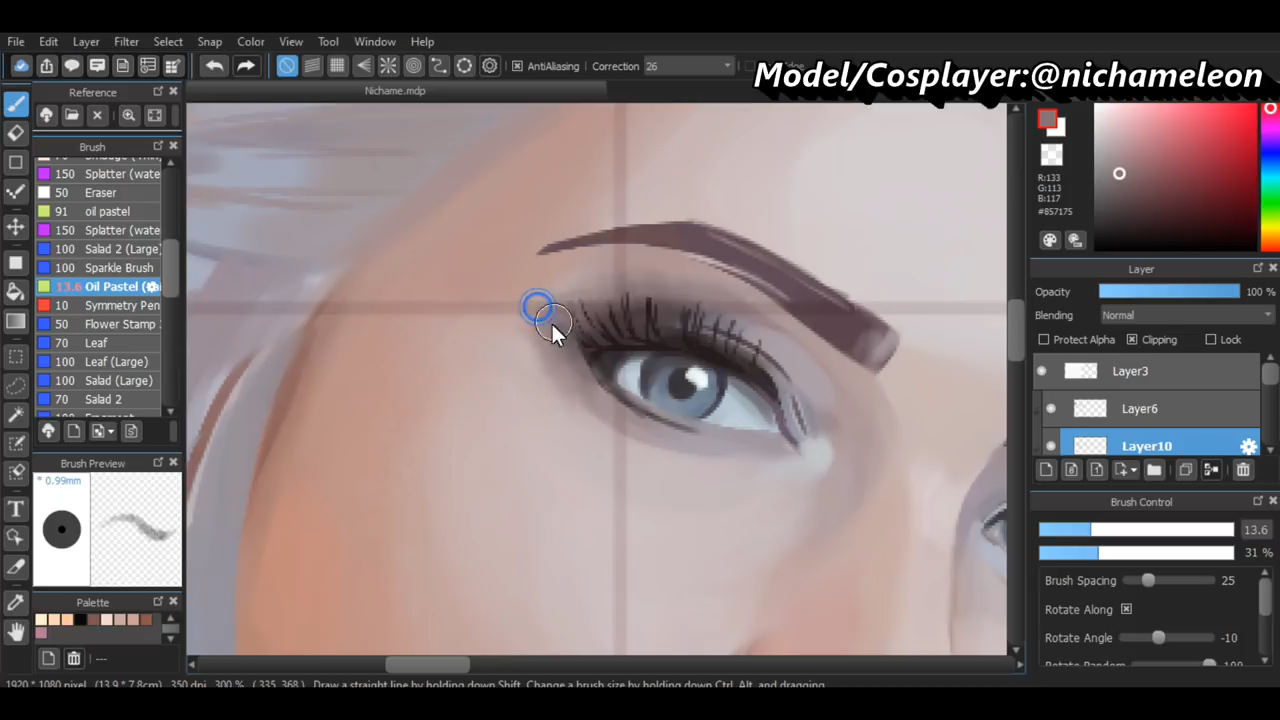 File Edit Layer Filter Select Snap Color View Tool Window Help
AntiAliasing Correction 26
Model/Cosplayer:@nichameleon
Reference
Nichame.mdp
Brush
150 Splatter (wate
50 Eraser
91 oil pastel
150 Splatter (wate
100 Salad 2 (Large)
100 Sparkle Brush
13.6 Oil Pastel (
10 Symmetry Pen
50 Flower Stamp
70 Leaf
100 Leaf (Large)
100 Salad (Large)
70 Salad 2
Brush Preview
* 0.99mm
Palette
---
R:133
G:113
B:117
#857175
Layer
Opacity 100 %
Blending Normal
Protect Alpha Clipping Lock
Layer3
Layer6
Layer10
Brush Control
13.6
31 %
Brush Spacing 25
Rotate Along
Rotate Angle -10
Rotate Random 100
1920 * 1080 pixel (13.9 * 7.8cm) 350 dpi 300 % ( 335, 368 ) Draw a straight line by holding down Shift, Change a brush size by holding down Ctrl, Alt, and dragging